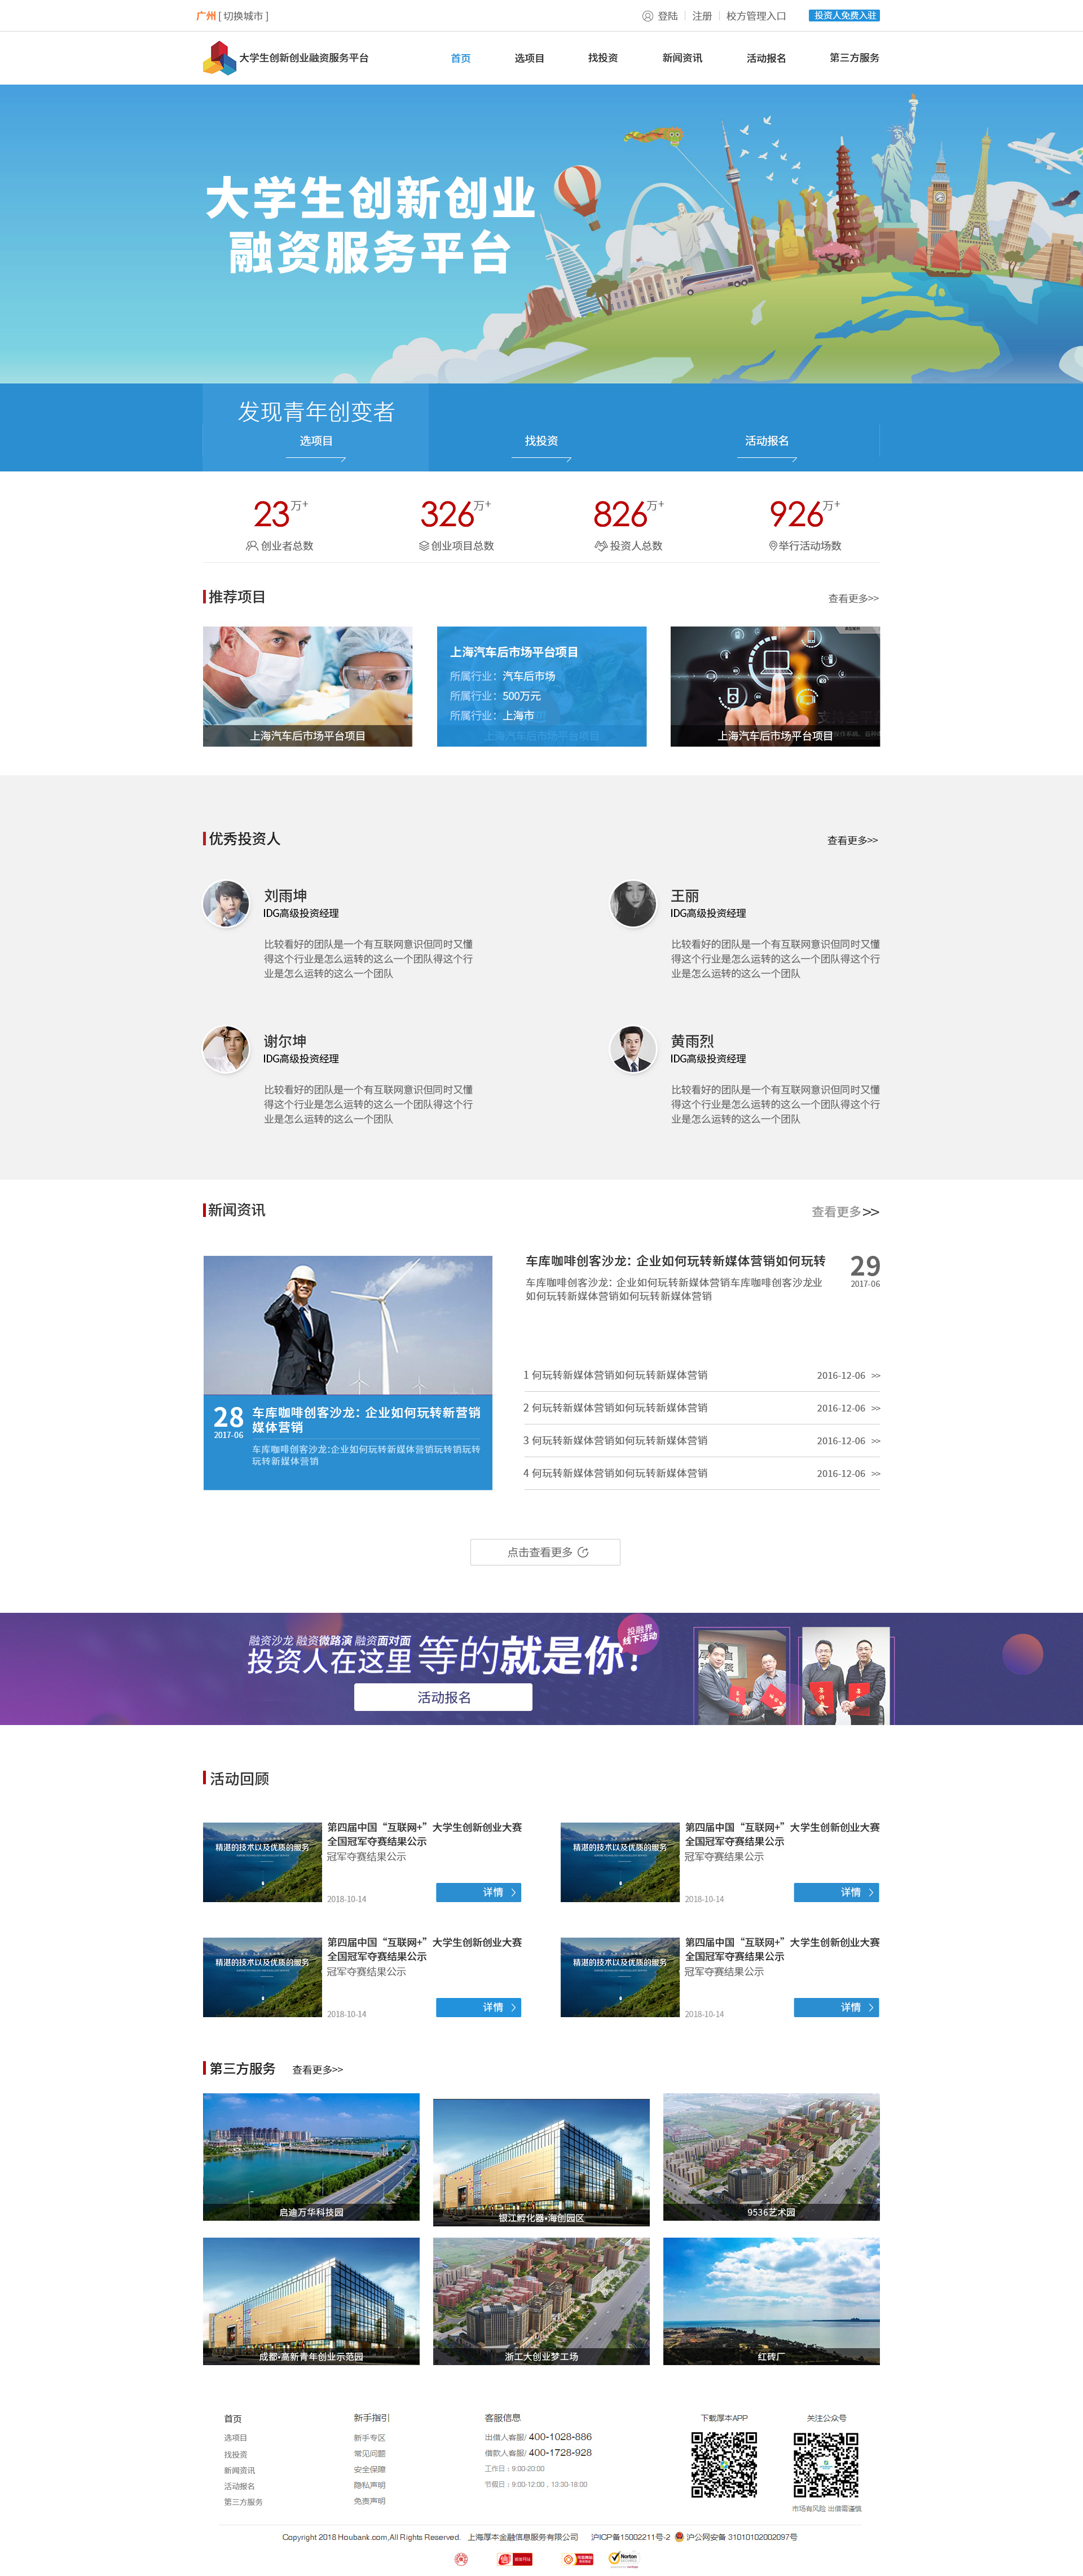 广州 [ 切换城市 ]
登陆 注册 校方管理入口 投资人免费入驻
大学生创新创业融资服务平台 首页 选项目 找投资 新闻资讯 活动报名 第三方服务
大学生创新创业
融资服务平台
发现青年创变者
选项目 找投资 活动报名
23万+ 326万+ 826万+ 926万+
创业者总数 创业项目总数 投资人总数 举行活动场数
推荐项目 查看更多>>
上海汽车后市场平台项目
上海汽车后市场平台项目
所属行业：汽车后市场
所属行业：500万元
所属行业：上海市
上海汽车后市场平台项目
上海汽车后市场平台项目
优秀投资人 查看更多>>
刘雨坤
IDG高级投资经理
比较看好的团队是一个有互联网意识但同时又懂
得这个行业是怎么运转的这么一个团队得这个行
业是怎么运转的这么一个团队
王丽
IDG高级投资经理
比较看好的团队是一个有互联网意识但同时又懂
得这个行业是怎么运转的这么一个团队得这个行
业是怎么运转的这么一个团队
谢尔坤
IDG高级投资经理
比较看好的团队是一个有互联网意识但同时又懂
得这个行业是怎么运转的这么一个团队得这个行
业是怎么运转的这么一个团队
黄雨烈
IDG高级投资经理
比较看好的团队是一个有互联网意识但同时又懂
得这个行业是怎么运转的这么一个团队得这个行
业是怎么运转的这么一个团队
新闻资讯 查看更多>>
28
2017-06
车库咖啡创客沙龙：企业如何玩转新营销
媒体营销
车库咖啡创客沙龙:企业如何玩转新媒体营销玩转销玩转
玩转新媒体营销
车库咖啡创客沙龙：企业如何玩转新媒体营销如何玩转
29
2017-06
车库咖啡创客沙龙：企业如何玩转新媒体营销车库咖啡创客沙龙业
如何玩转新媒体营销如何玩转新媒体营销
1 何玩转新媒体营销如何玩转新媒体营销 2016-12-06 >>
2 何玩转新媒体营销如何玩转新媒体营销 2016-12-06 >>
3 何玩转新媒体营销如何玩转新媒体营销 2016-12-06 >>
4 何玩转新媒体营销如何玩转新媒体营销 2016-12-06 >>
点击查看更多
融资沙龙 融资微路演 融资面对面
投资人在这里 等的就是你!
投融界
线下活动
活动报名
活动回顾
精湛的技术以及优质的服务
第四届中国“互联网+”大学生创新创业大赛
全国冠军夺赛结果公示
冠军夺赛结果公示
2018-10-14 详情
精湛的技术以及优质的服务
第四届中国“互联网+”大学生创新创业大赛
全国冠军夺赛结果公示
冠军夺赛结果公示
2018-10-14 详情
精湛的技术以及优质的服务
第四届中国“互联网+”大学生创新创业大赛
全国冠军夺赛结果公示
冠军夺赛结果公示
2018-10-14 详情
精湛的技术以及优质的服务
第四届中国“互联网+”大学生创新创业大赛
全国冠军夺赛结果公示
冠军夺赛结果公示
2018-10-14 详情
第三方服务 查看更多>>
启迪万华科技园
银江孵化器•海创园区
9536艺术园
成都•高新青年创业示范园
浙工大创业梦工场
红砖厂
首页
选项目
找投资
新闻资讯
活动报名
第三方服务
新手指引
新手专区
常见问题
安全保障
隐私声明
免责声明
客服信息
出借人客服/ 400-1028-886
借款人客服/ 400-1728-928
工作日：9:00-20:00
节假日：9:00-12:00，13:30-18:00
下载厚本APP
关注公众号
市场有风险 出借需谨慎
Copyright 2018 Houbank.com,All Rights Reserved. 上海厚本金融信息服务有限公司 沪ICP备15002211号-2 沪公网安备 31010102002097号
Norton